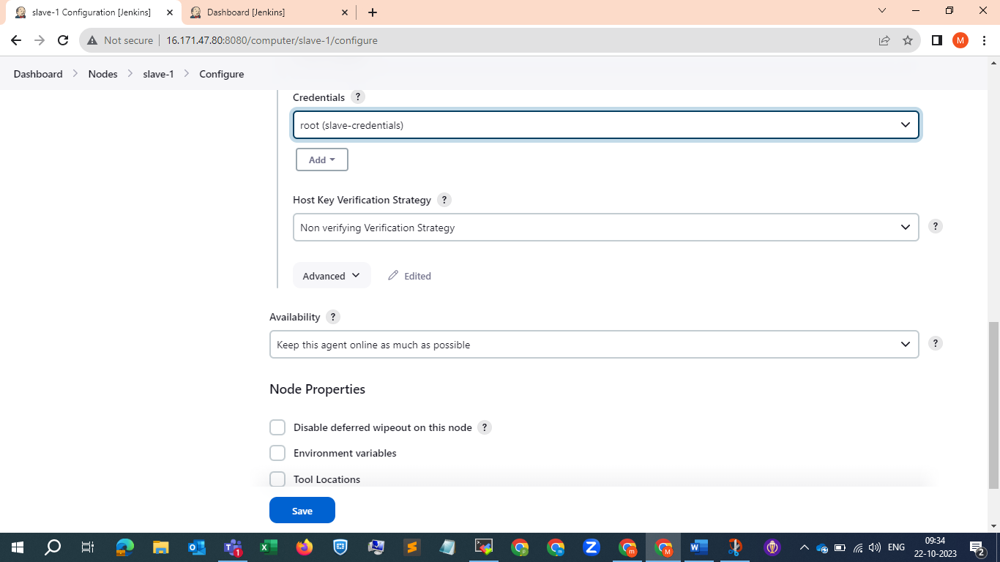 slave-1 Configuration [Jenkins]
Dashboard [Jenkins]
Not secure
16.171.47.80:8080/computer/slave-1/configure
M
Dashboard
Nodes
slave-1
Configure
Credentials ?
root (slave-credentials)
Add
Host Key Verification Strategy ?
Non verifying Verification Strategy ?
Advanced
Edited
Availability ?
Keep this agent online as much as possible ?
Node Properties
Disable deferred wipeout on this node ?
Environment variables
Tool Locations
Save
1
ENG
09:34
22-10-2023
2